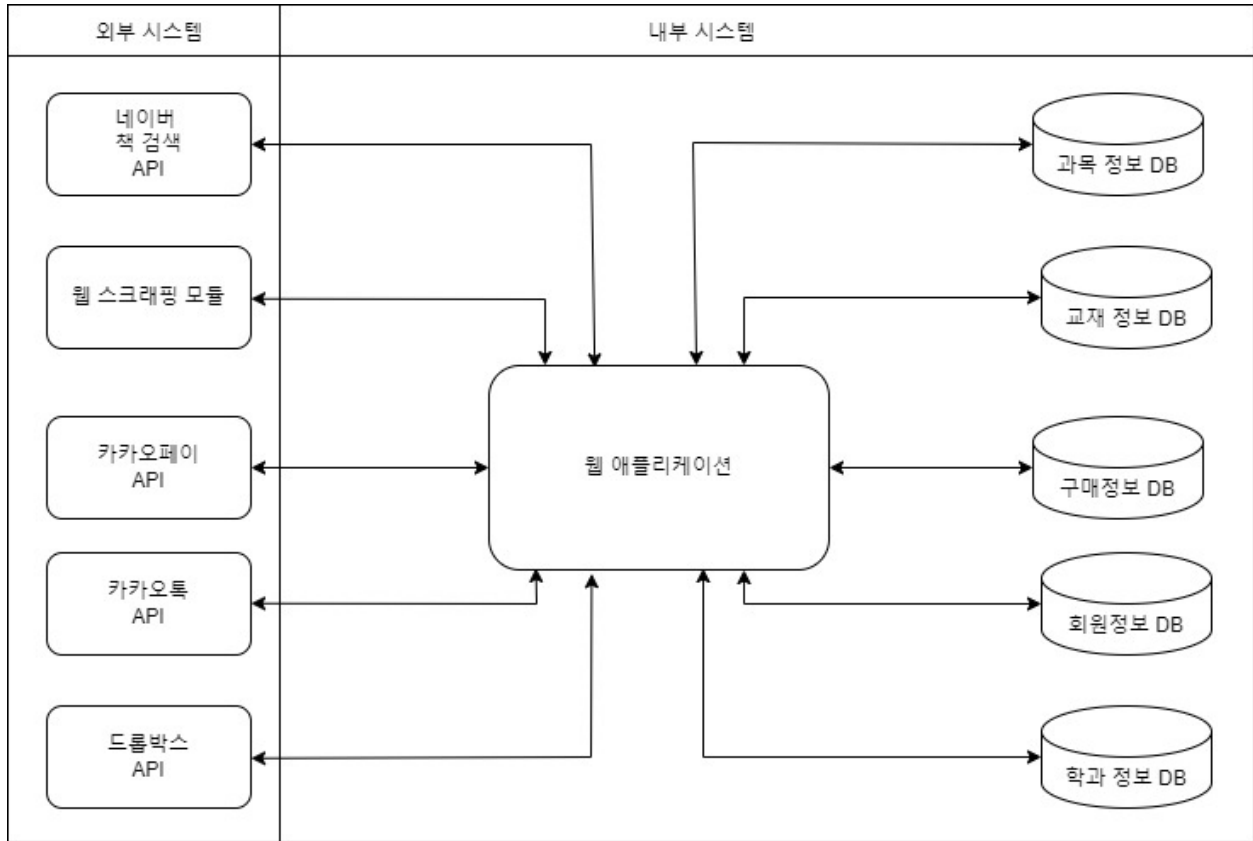 외부 시스템
내부 시스템
네이버
책 검색
API
과목 정보 DB
웹 스크래핑 모듈
교재 정보 DB
카카오페이
API
웹 애플리케이션
구매정보 DB
카카오톡
API
회원정보 DB
드롭박스
API
학과 정보 DB